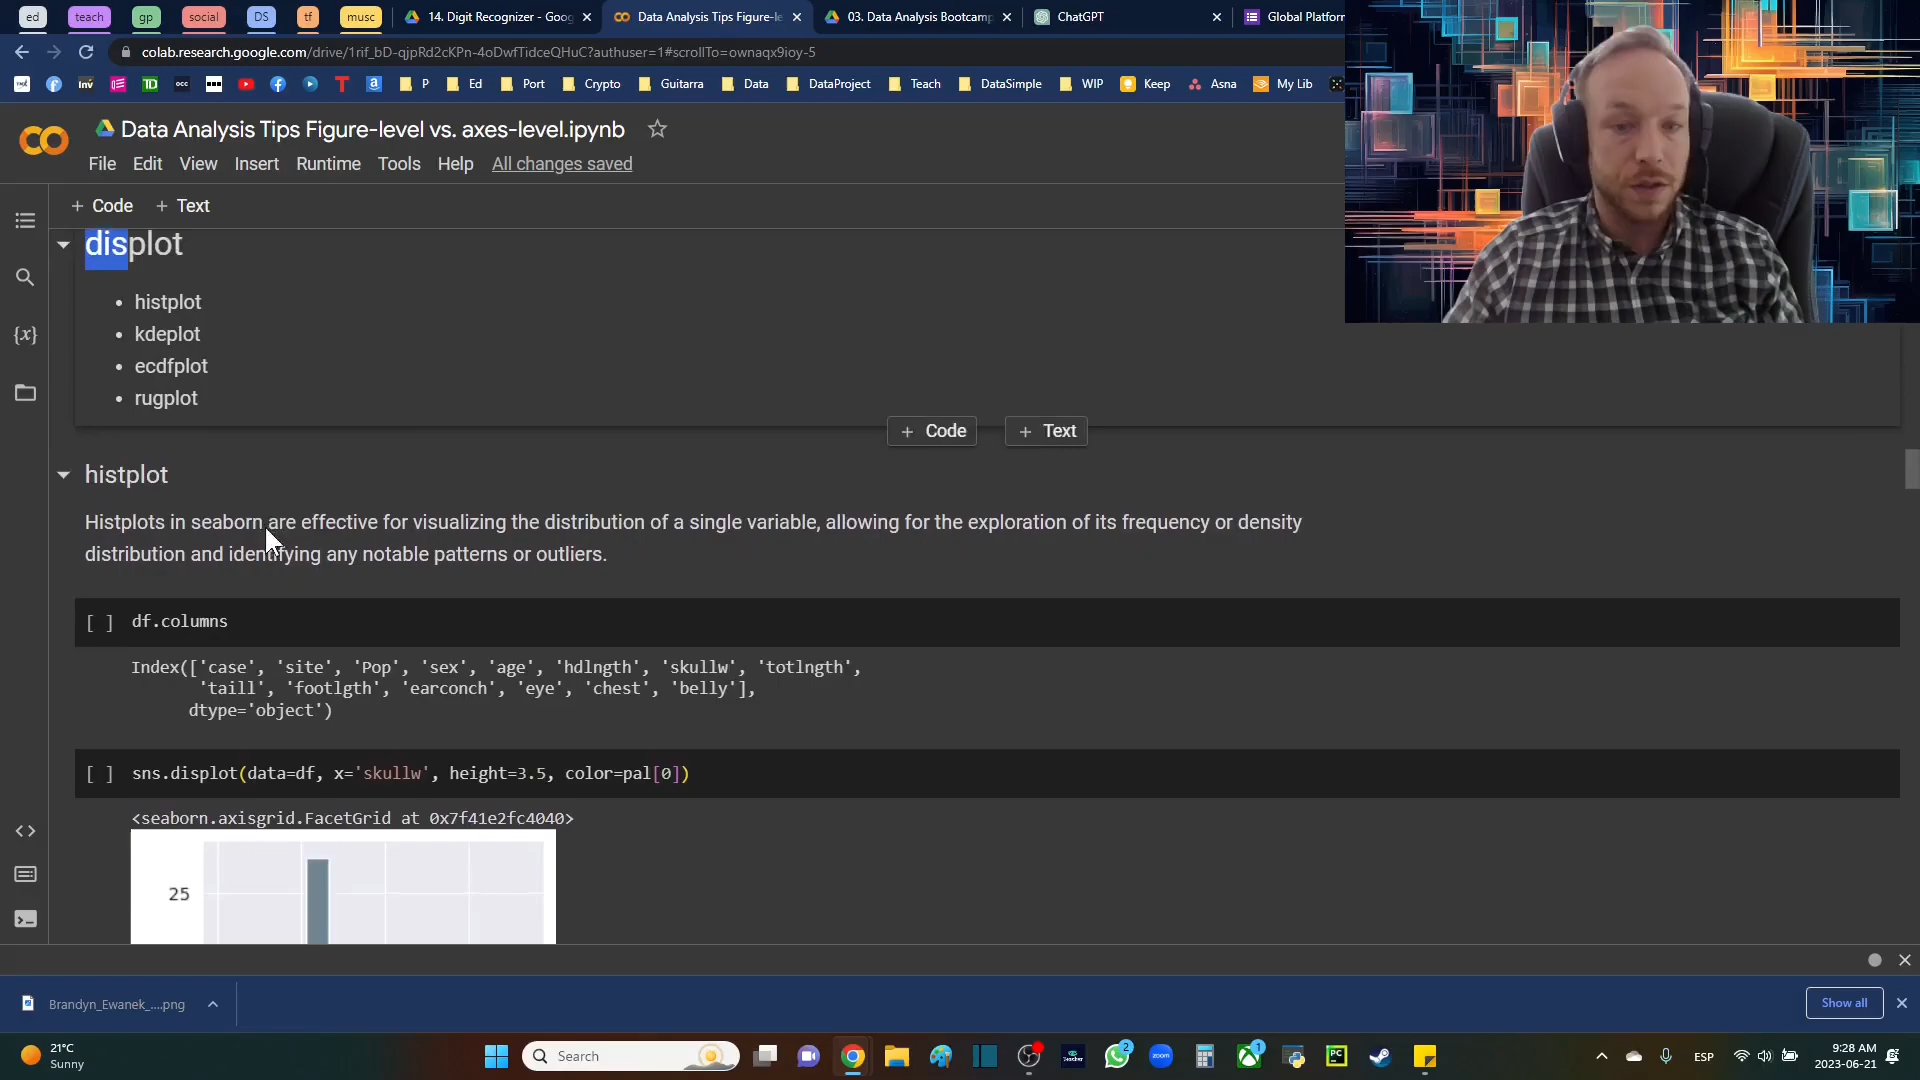 ed
teach
gp
social
DS
tf
musc
14. Digit Recognizer - Goog
Data Analysis Tips Figure-le
03. Data Analysis Bootcamp
ChatGPT
Global Platform
colab.research.google.com/drive/1rif_bD-qjpRd2cKPn-4oDwfTidceQHuC?authuser=1#scrollTo=ownaqx9ioy-5
inv
TD
occ
T
a
P
Ed
Port
Crypto
Guitarra
Data
DataProject
Teach
DataSimple
WIP
Keep
Asna
My Lib
Data Analysis Tips Figure-level vs. axes-level.ipynb
File Edit View Insert Runtime Tools Help All changes saved
+ Code + Text
displot
• histplot
• kdeplot
• ecdfplot
• rugplot
+ Code + Text
histplot
Histplots in seaborn are effective for visualizing the distribution of a single variable, allowing for the exploration of its frequency or density
distribution and identifying any notable patterns or outliers.
[ ] df.columns
Index(['case', 'site', 'Pop', 'sex', 'age', 'hdlngth', 'skullw', 'totlngth',
'taill', 'footlgth', 'earconch', 'eye', 'chest', 'belly'],
dtype='object')
[ ] sns.displot(data=df, x='skullw', height=3.5, color=pal[0])
<seaborn.axisgrid.FacetGrid at 0x7f41e2fc4040>
25
Brandyn_Ewanek_....png
Show all
21°C
Sunny
Search
2
zoom
1
PC
ESP
9:28 AM
2023-06-21